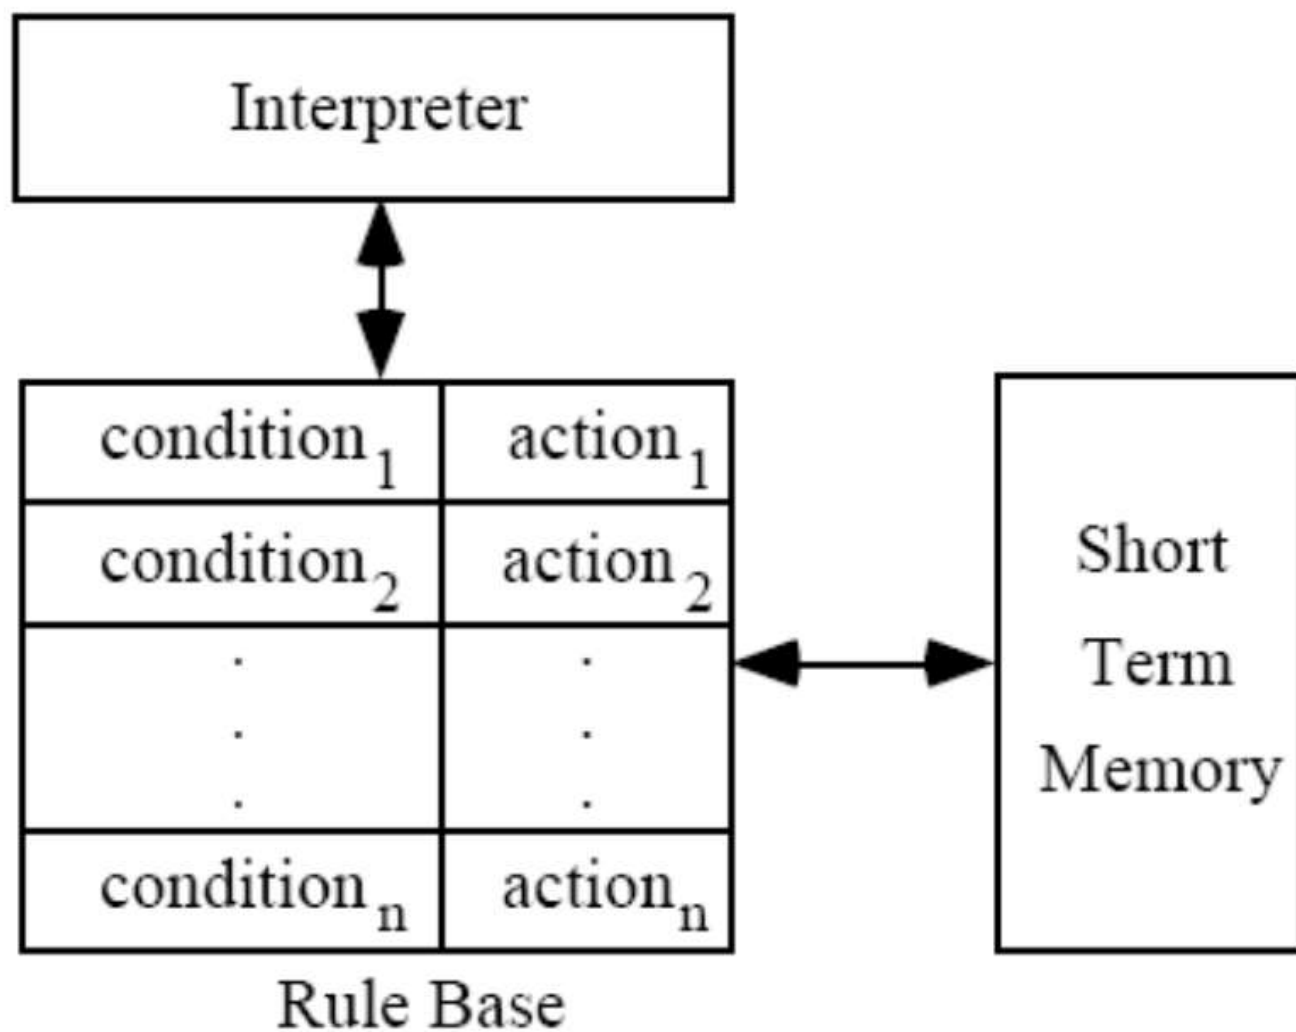 Interpreter
condition1 action1
condition2 action2
. .
. .
. .
conditionn actionn
Short
Term
Memory
Rule Base